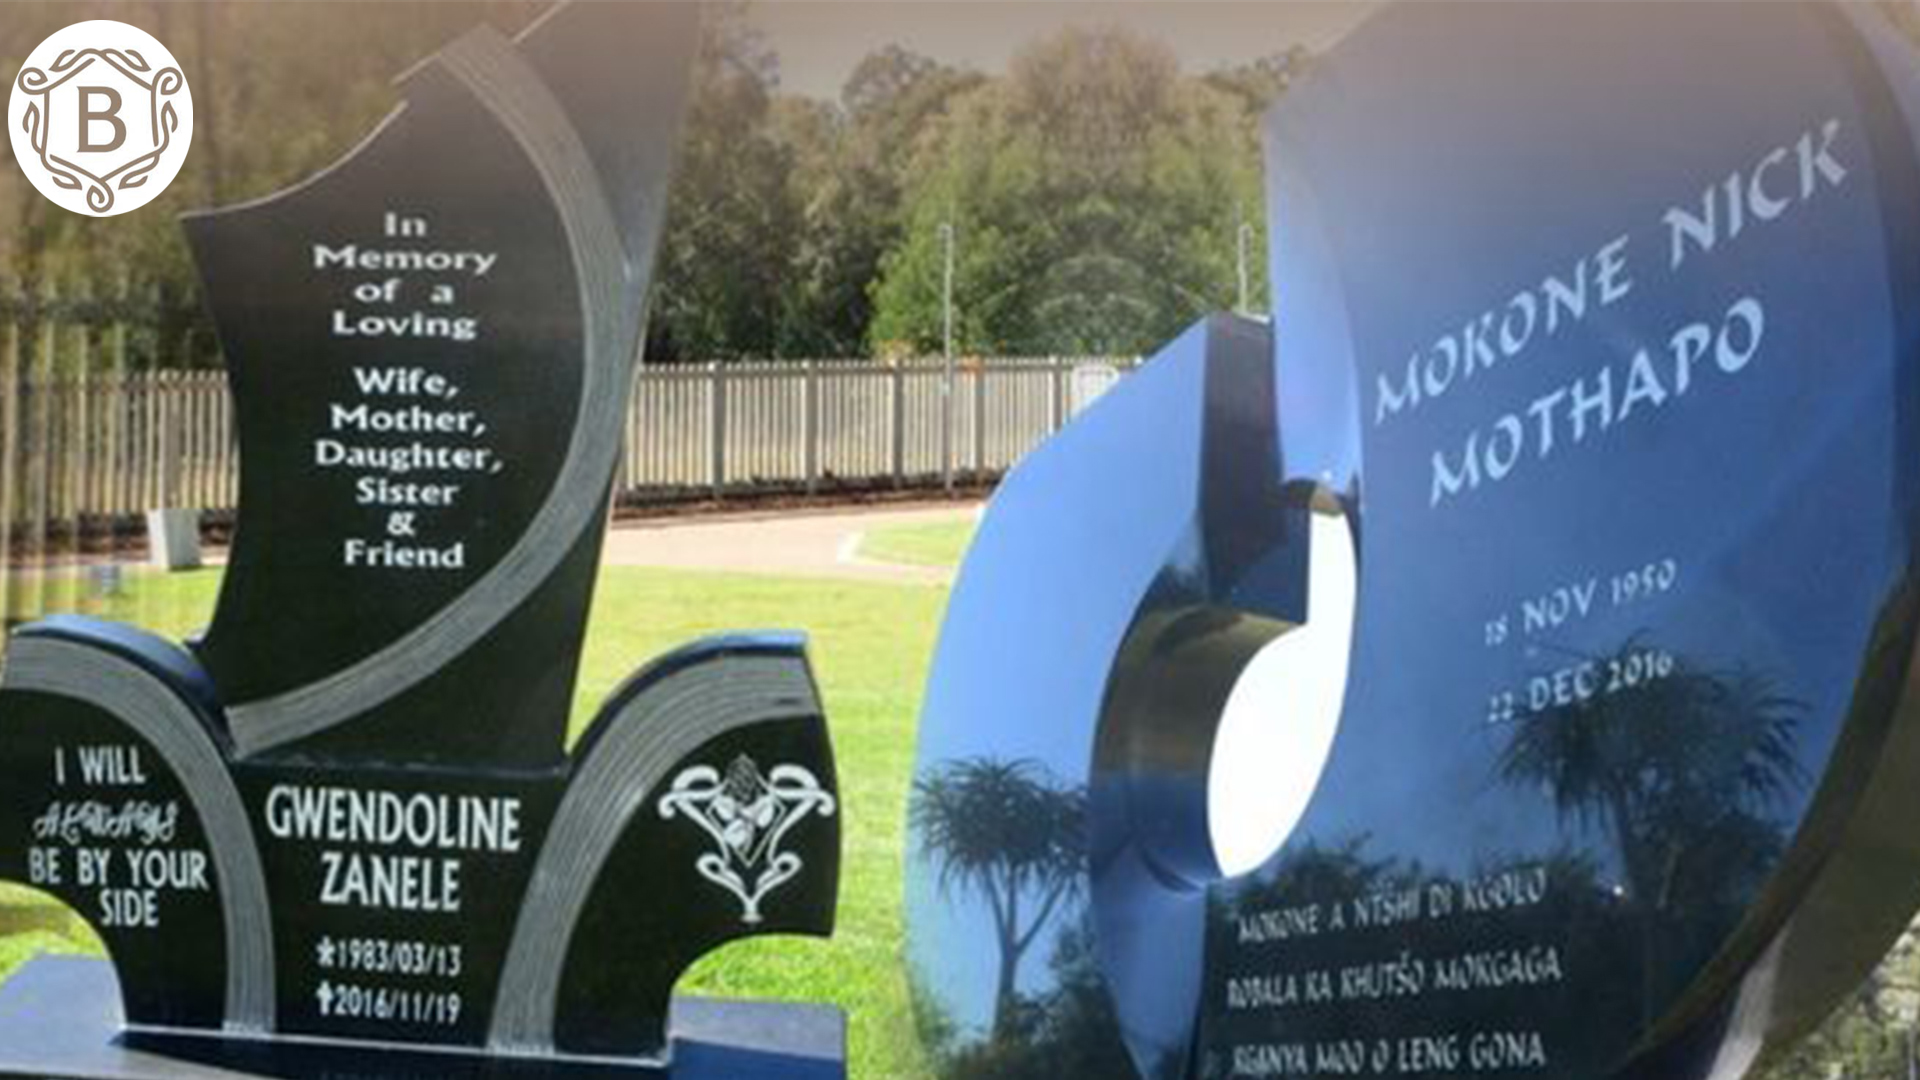 B
In
Memory
of a
Loving
Wife,
Mother,
Daughter,
Sister
&
Friend
I WILL
ALWAYS
BE BY YOUR
SIDE
GWENDOLINE
ZANELE
*1983/03/13
✝2016/11/19
MOKONE NICK
MOTHAPO
18 NOV 1950
22 DEC 2016
MOKONE A NTŠHI DI KGOLO
ROBALA KA KHUTŠO MOKGAGA
KGANYA MOO O LENG GONA